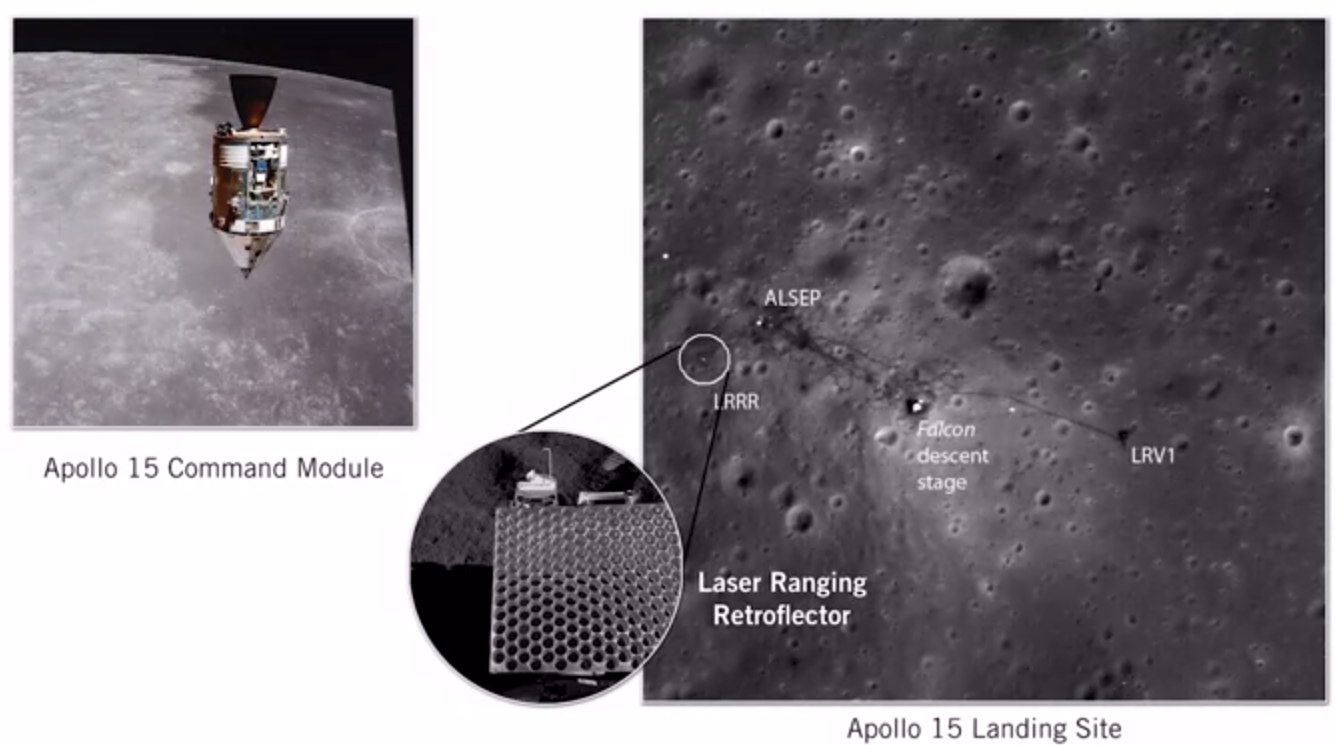 Apollo 15 Command Module
ALSEP
LRRR
Falcon
descent
stage
LRV1
Laser Ranging
Retroflector
Apollo 15 Landing Site